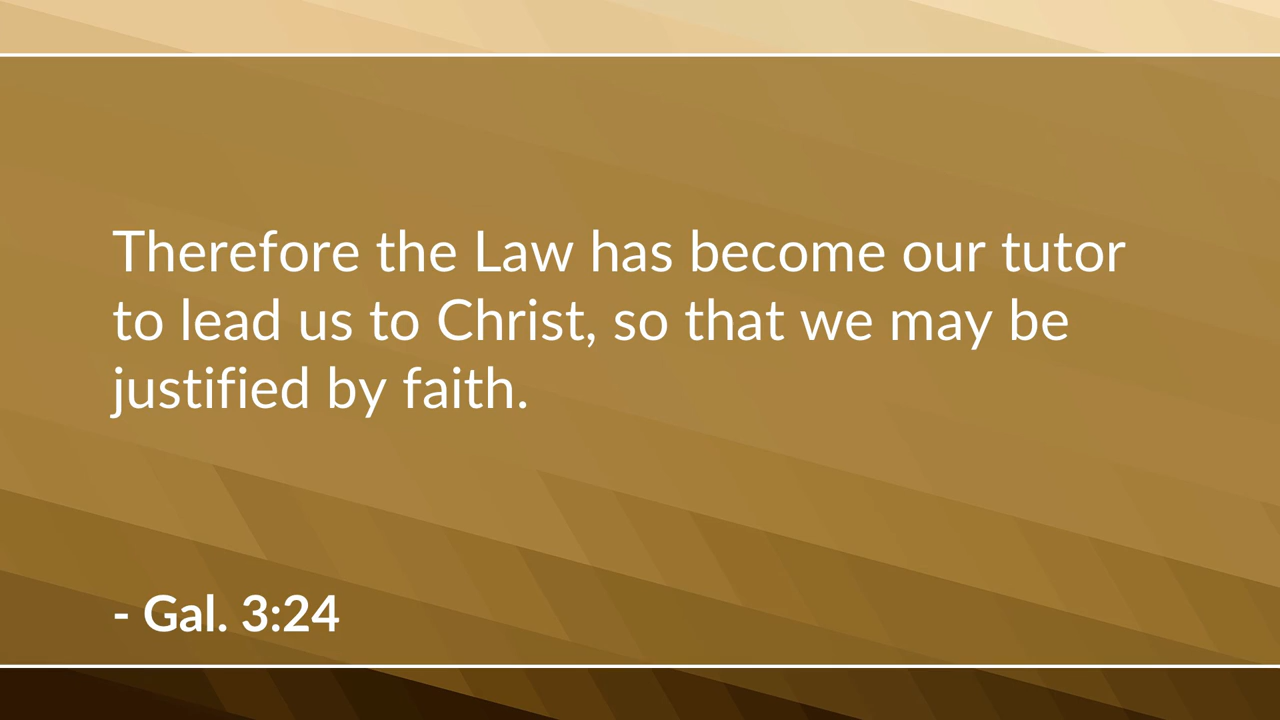 Therefore the Law has become our tutor
to lead us to Christ, so that we may be
justified by faith.
- Gal. 3:24